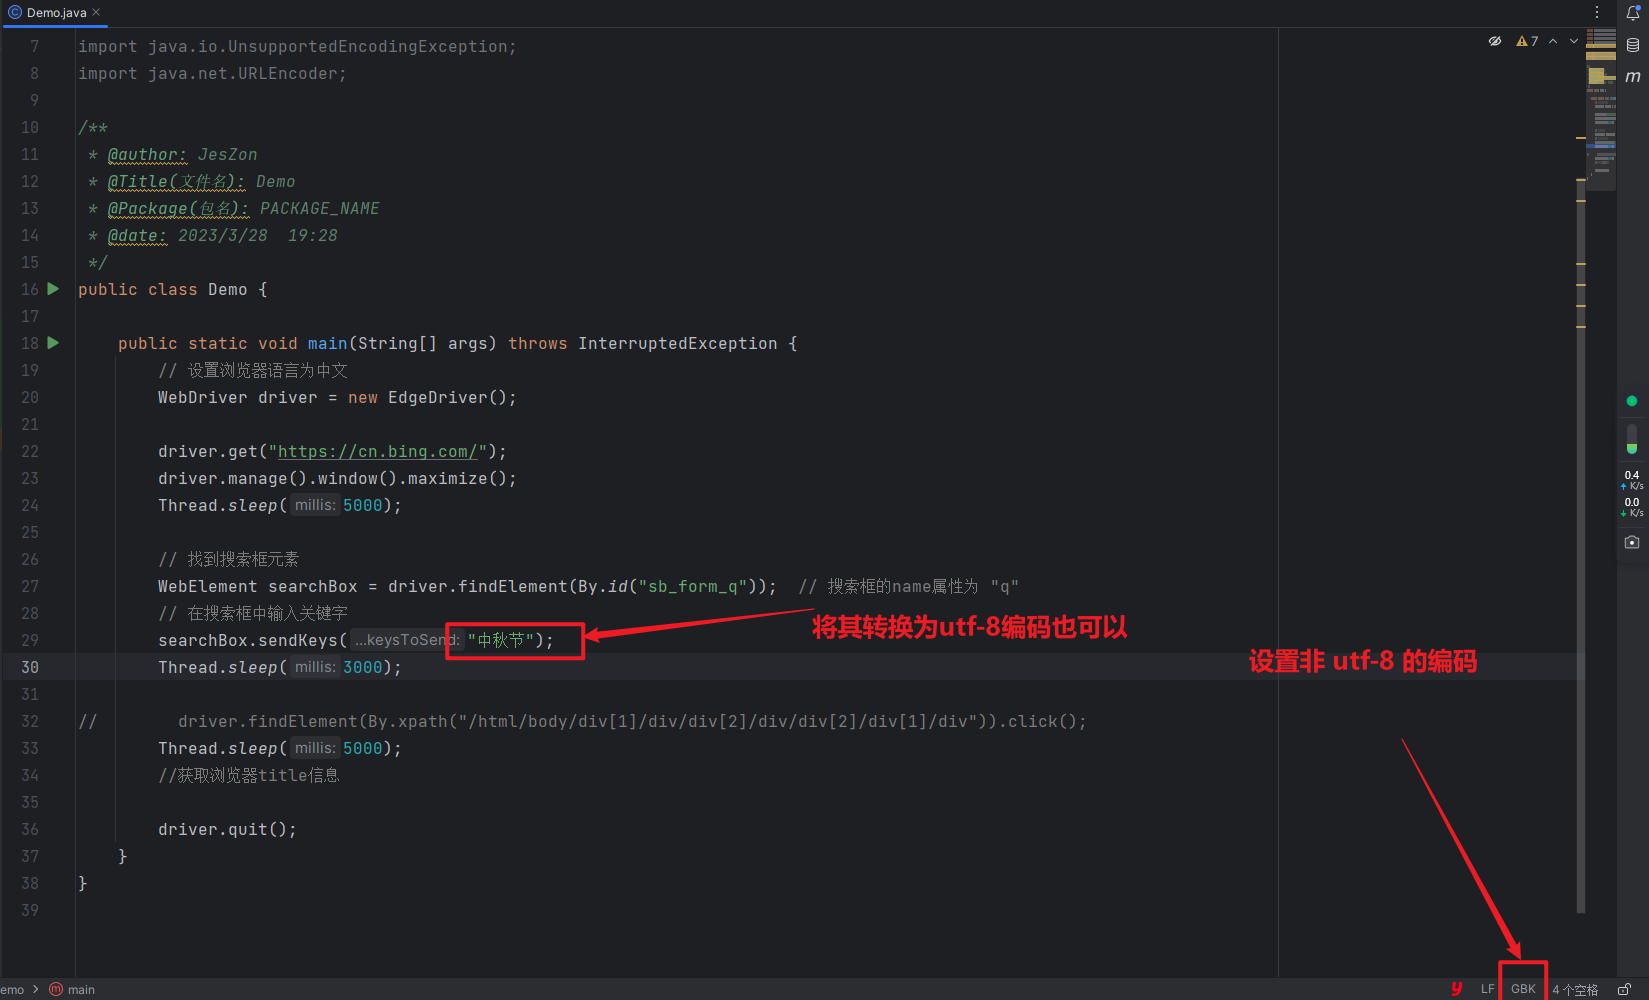 Demo.java
7 import java.io.UnsupportedEncodingException;
7
8 import java.net.URLEncoder;
9
10 /**
11 * @author: JesZon
12 * @Title(文件名): Demo
13 * @Package(包名): PACKAGE_NAME
14 * @date: 2023/3/28 19:28
15 */
16 public class Demo {
17
18 public static void main(String[] args) throws InterruptedException {
19 // 设置浏览器语言为中文
20 WebDriver driver = new EdgeDriver();
21
22 driver.get("https://cn.bing.com/");
23 driver.manage().window().maximize();
24 Thread.sleep( millis: 5000);
25
26 // 找到搜索框元素
27 WebElement searchBox = driver.findElement(By.id("sb_form_q")); // 搜索框的name属性为 "q"
28 // 在搜索框中输入关键字
29 searchBox.sendKeys( ...keysToSend: "中秋节");
将其转换为utf-8编码也可以
30 Thread.sleep( millis: 3000);
设置非 utf-8 的编码
31
32 // driver.findElement(By.xpath("/html/body/div[1]/div/div[2]/div/div[2]/div[1]/div")).click();
33 Thread.sleep( millis: 5000);
34 //获取浏览器title信息
35
36 driver.quit();
37 }
38 }
39
m
0.4
K/s
0.0
K/s
emo > m main
y LF GBK 4 个空格